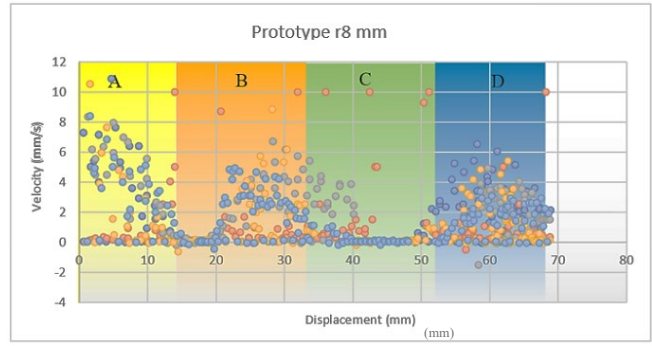 Prototype r8 mm
12
A
B
C
D
10
8
6
4
2
0
-2
-4
0 10 20 30 40 50 60 70 80
Velocity (mm/s)
Displacement (mm)
(mm)